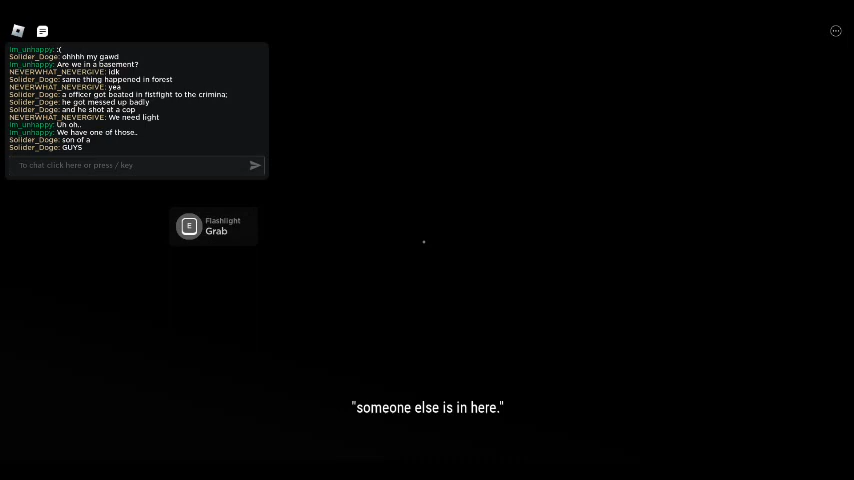 Im_unhappy: :(
Solider_Doge: ohhhh my gawd
Im_unhappy: Are we in a basement?
NEVERWHAT_NEVERGIVE: idk
Solider_Doge: same thing happened in forest
NEVERWHAT_NEVERGIVE: yea
Solider_Doge: a officer got beated in fistfight to the crimina;
Solider_Doge: he got messed up badly
Solider_Doge: and he shot at a cop
NEVERWHAT_NEVERGIVE: We need light
Im_unhappy: Uh oh..
Im_unhappy: We have one of those..
Solider_Doge: son of a
Solider_Doge: GUYS
To chat click here or press / key
E
Flashlight
Grab
"someone else is in here."